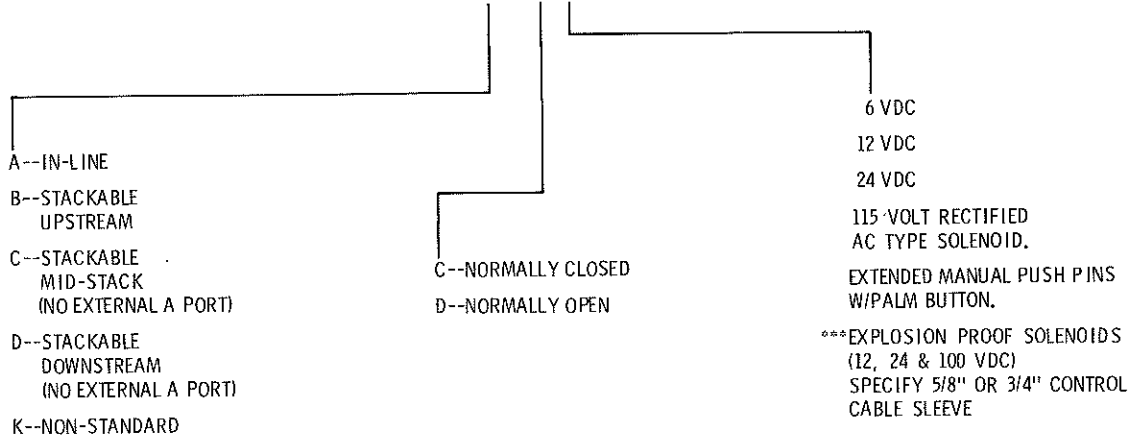 A--IN-LINE
B--STACKABLE
UPSTREAM
C--STACKABLE
MID-STACK
(NO EXTERNAL A PORT)
D--STACKABLE
DOWNSTREAM
(NO EXTERNAL A PORT)
K--NON-STANDARD
C--NORMALLY CLOSED
D--NORMALLY OPEN
6 VDC
12 VDC
24 VDC
115 VOLT RECTIFIED
AC TYPE SOLENOID.
EXTENDED MANUAL PUSH PINS
W/PALM BUTTON.
***EXPLOSION PROOF SOLENOIDS
(12, 24 & 100 VDC)
SPECIFY 5/8" OR 3/4" CONTROL
CABLE SLEEVE